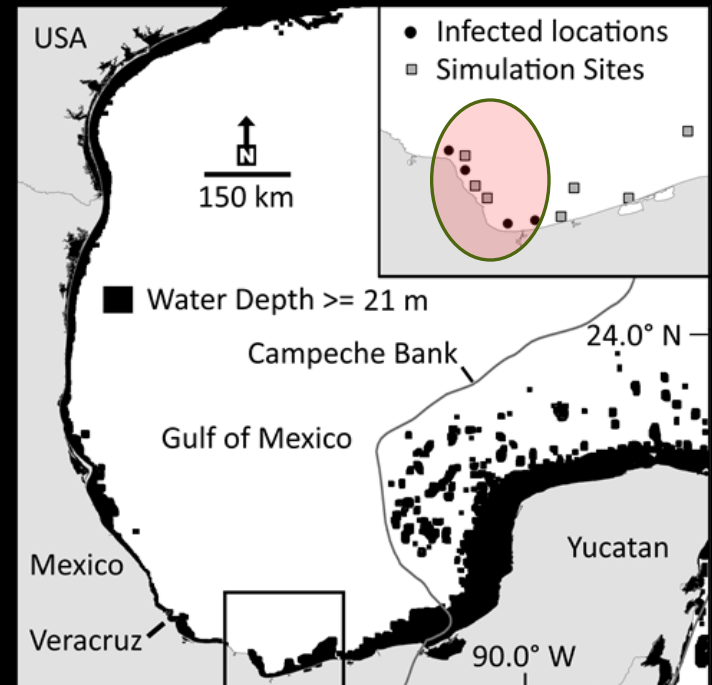 USA
Infected locations
Simulation Sites
N
150 km
Water Depth >= 21 m
24.0° N
Campeche Bank
Gulf of Mexico
Yucatan
Mexico
Veracruz
90.0° W